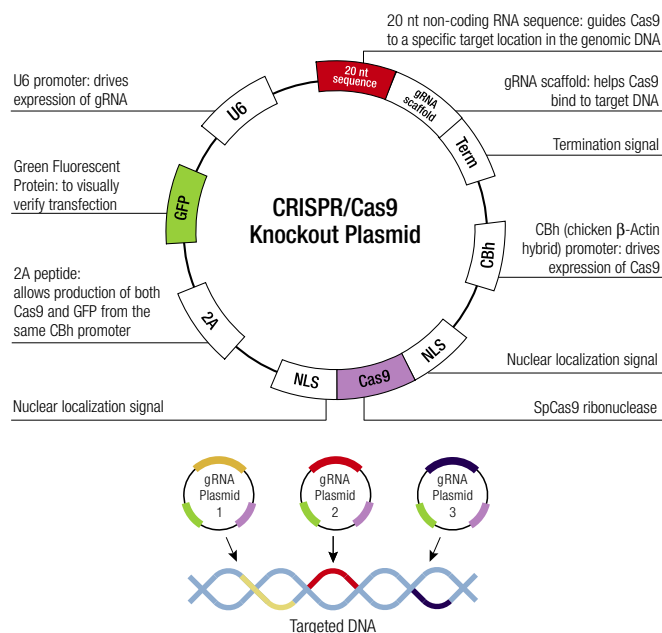 20 nt non-coding RNA sequence: guides Cas9
to a specific target location in the genomic DNA
U6 promoter: drives
expression of gRNA
20 nt
sequence
gRNA
scaffold
gRNA scaffold: helps Cas9
bind to target DNA
U6
Term
Termination signal
Green Fluorescent
Protein: to visually
verify transfection
GFP
CRISPR/Cas9
Knockout Plasmid
CBh
CBh (chicken β-Actin
hybrid) promoter: drives
expression of Cas9
2A peptide:
allows production of both
Cas9 and GFP from the
same CBh promoter
2A
NLS
Cas9
NLS
Nuclear localization signal
Nuclear localization signal
SpCas9 ribonuclease
gRNA
Plasmid
1
gRNA
Plasmid
2
gRNA
Plasmid
3
Targeted DNA